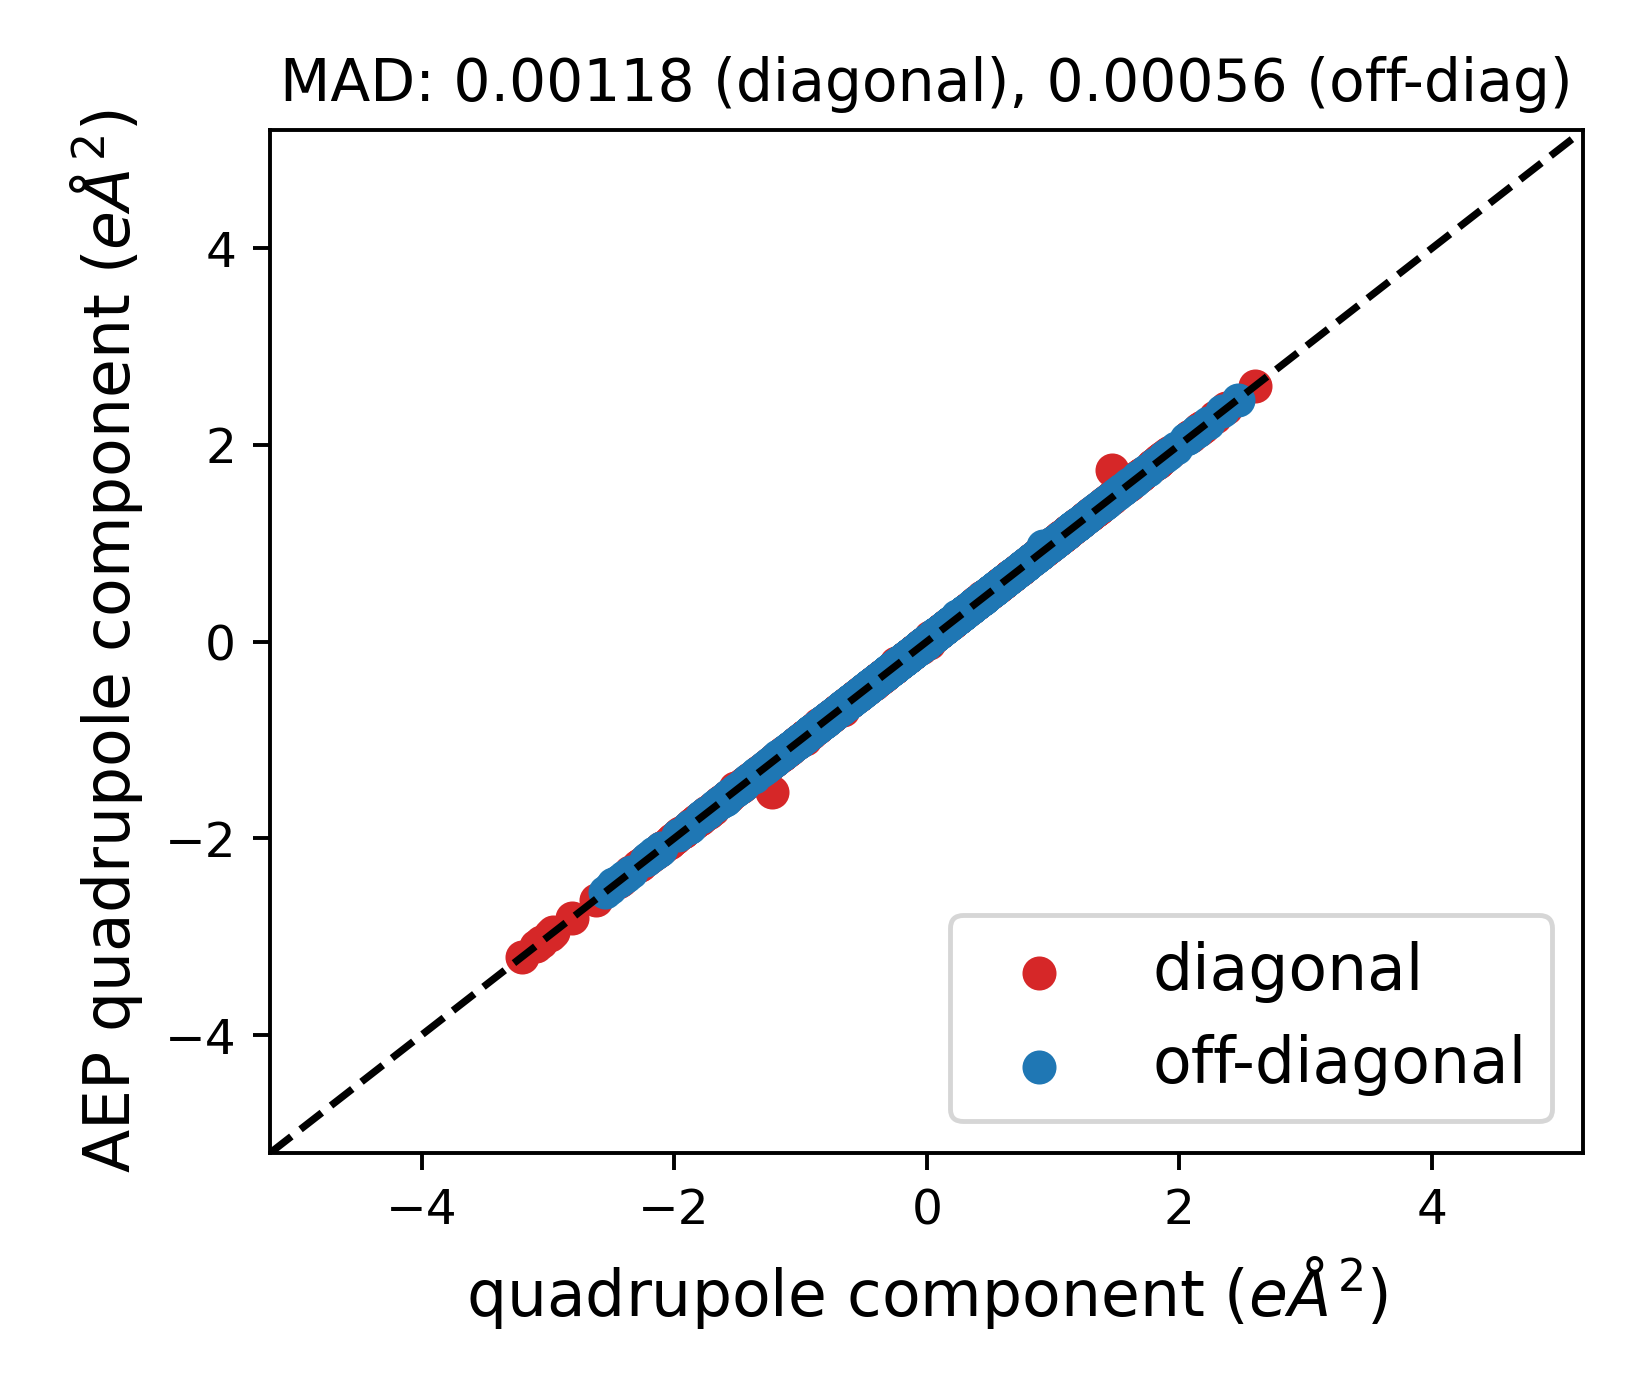 MAD: 0.00118 (diagonal), 0.00056 (off-diag)
AEP quadrupole component (eÅ²)
4
2
0
−2
−4
diagonal
off-diagonal
−4 −2 0 2 4
quadrupole component (eÅ²)